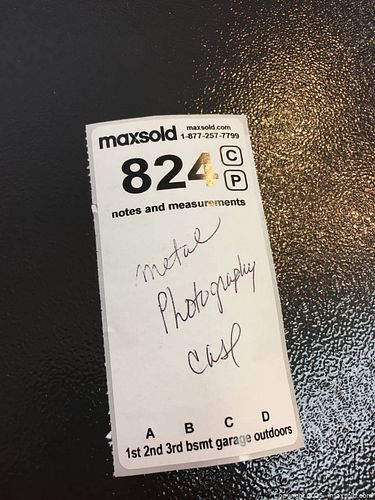 maxsold maxsold.com
1-877-257-7799
824 C
P
notes and measurements
metal
Photography
case
A B C D
1st 2nd 3rd bsmt garage outdoors